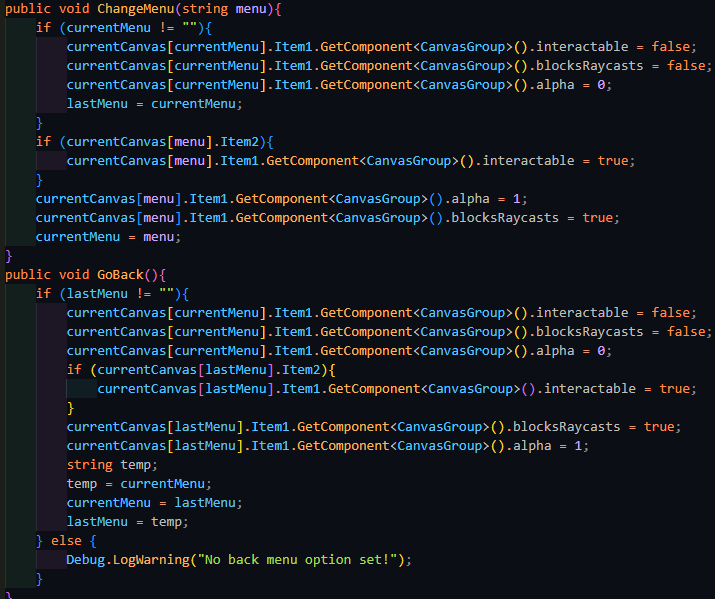 public void ChangeMenu(string menu){
if (currentMenu != ""){
currentCanvas[currentMenu].Item1.GetComponent<CanvasGroup>().interactable = false;
currentCanvas[currentMenu].Item1.GetComponent<CanvasGroup>().blocksRaycasts = false;
currentCanvas[currentMenu].Item1.GetComponent<CanvasGroup>().alpha = 0;
lastMenu = currentMenu;
}
if (currentCanvas[menu].Item2){
currentCanvas[menu].Item1.GetComponent<CanvasGroup>().interactable = true;
}
currentCanvas[menu].Item1.GetComponent<CanvasGroup>().alpha = 1;
currentCanvas[menu].Item1.GetComponent<CanvasGroup>().blocksRaycasts = true;
currentMenu = menu;
}
public void GoBack(){
if (lastMenu != ""){
currentCanvas[currentMenu].Item1.GetComponent<CanvasGroup>().interactable = false;
currentCanvas[currentMenu].Item1.GetComponent<CanvasGroup>().blocksRaycasts = false;
currentCanvas[currentMenu].Item1.GetComponent<CanvasGroup>().alpha = 0;
if (currentCanvas[lastMenu].Item2){
currentCanvas[lastMenu].Item1.GetComponent<CanvasGroup>().interactable = true;
}
currentCanvas[lastMenu].Item1.GetComponent<CanvasGroup>().blocksRaycasts = true;
currentCanvas[lastMenu].Item1.GetComponent<CanvasGroup>().alpha = 1;
string temp;
temp = currentMenu;
currentMenu = lastMenu;
lastMenu = temp;
} else {
Debug.LogWarning("No back menu option set!");
}
}